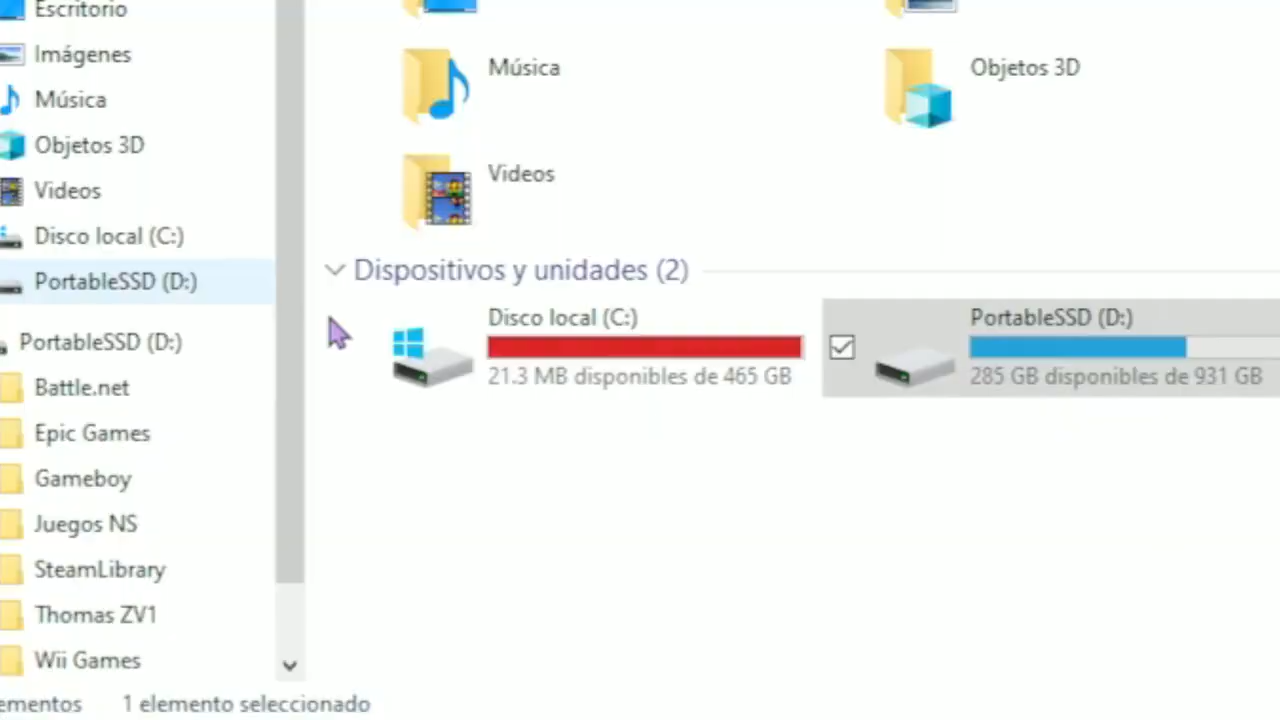 Escritorio
Imágenes
Música
Objetos 3D
Videos
Disco local (C:)
PortableSSD (D:)
PortableSSD (D:)
Battle.net
Epic Games
Gameboy
Juegos NS
SteamLibrary
Thomas ZV1
Wii Games
Música
Objetos 3D
Videos
Dispositivos y unidades (2)
Disco local (C:)
21.3 MB disponibles de 465 GB
PortableSSD (D:)
285 GB disponibles de 931 GB
ementos
1 elemento seleccionado